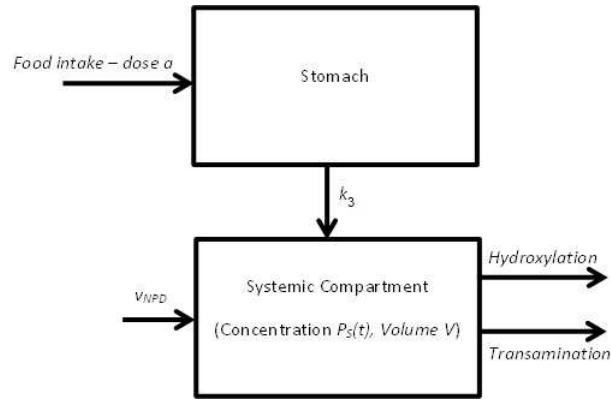 Food intake – dose a
Stomach
k3
Hydroxylation
Systemic Compartment
vNPD
(Concentration PS(t), Volume V)
Transamination